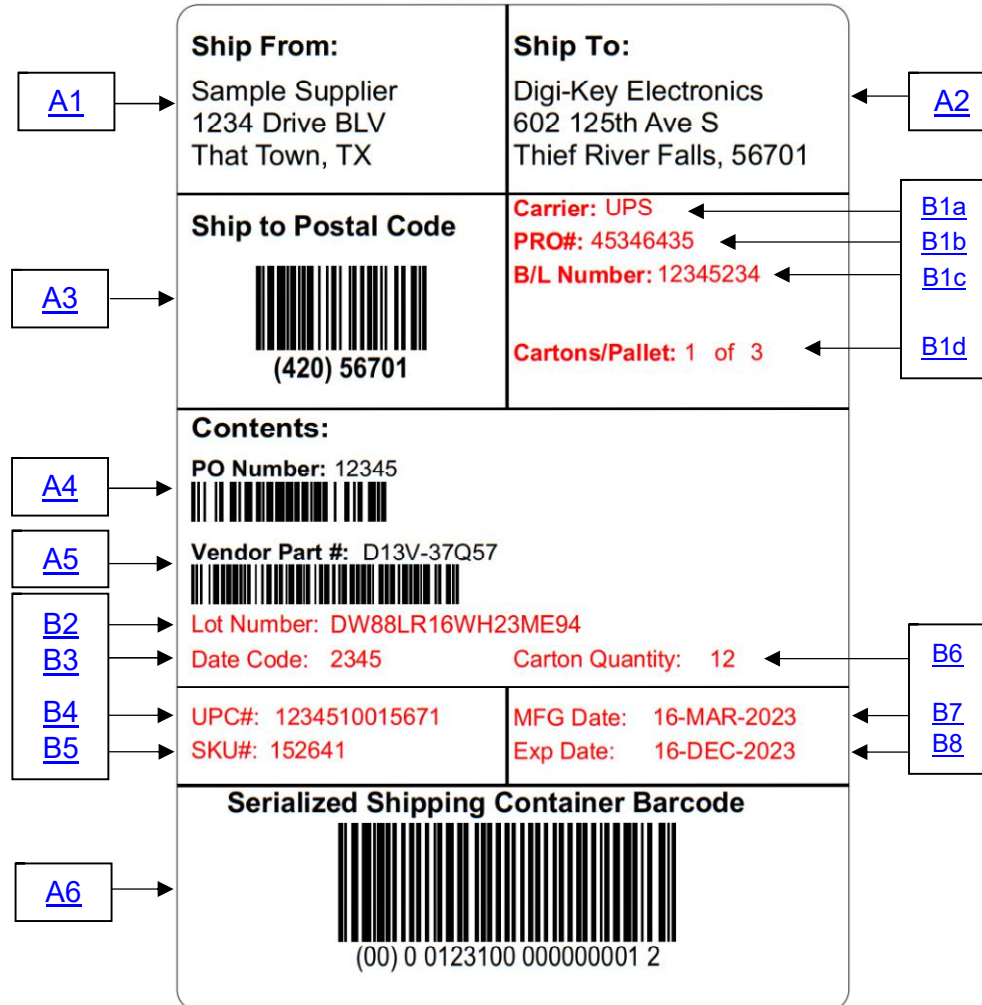 Ship From:
Sample Supplier
1234 Drive BLV
That Town, TX
Ship To:
Digi-Key Electronics
602 125th Ave S
Thief River Falls, 56701
A1
A2
Ship to Postal Code
(420) 56701
A3
Carrier: UPS
PRO#: 45346435
B/L Number: 12345234
Cartons/Pallet: 1 of 3
B1a
B1b
B1c
B1d
Contents:
PO Number: 12345
A4
Vendor Part #: D13V-37Q57
A5
B2
Lot Number: DW88LR16WH23ME94
B3
Date Code: 2345
Carton Quantity: 12
B6
B4
UPC#: 1234510015671
MFG Date: 16-MAR-2023
B7
B5
SKU#: 152641
Exp Date: 16-DEC-2023
B8
Serialized Shipping Container Barcode
A6
(00) 0 0123100 000000001 2